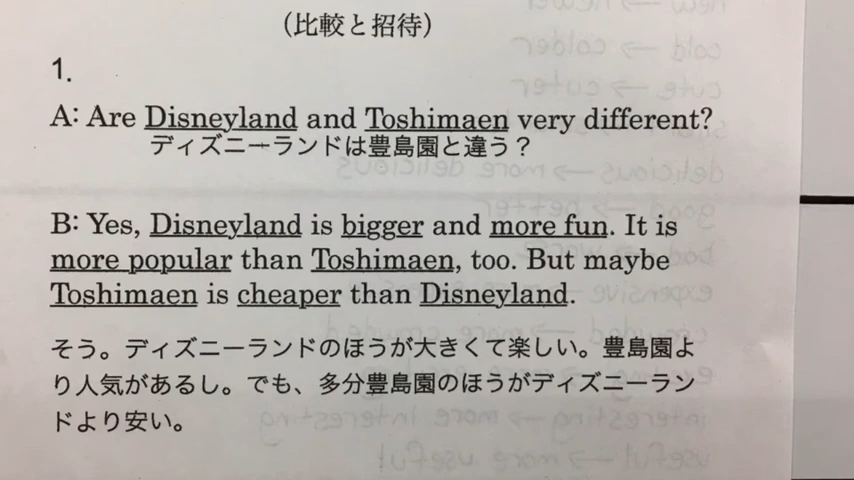 （比較と招待）
1.
A: Are Disneyland and Toshimaen very different?
ディズニーランドは豊島園と違う？
B: Yes, Disneyland is bigger and more fun. It is
more popular than Toshimaen, too. But maybe
Toshimaen is cheaper than Disneyland.
そう。ディズニーランドのほうが大きくて楽しい。豊島園よ
り人気があるし。でも、多分豊島園のほうがディズニーラン
ドより安い。